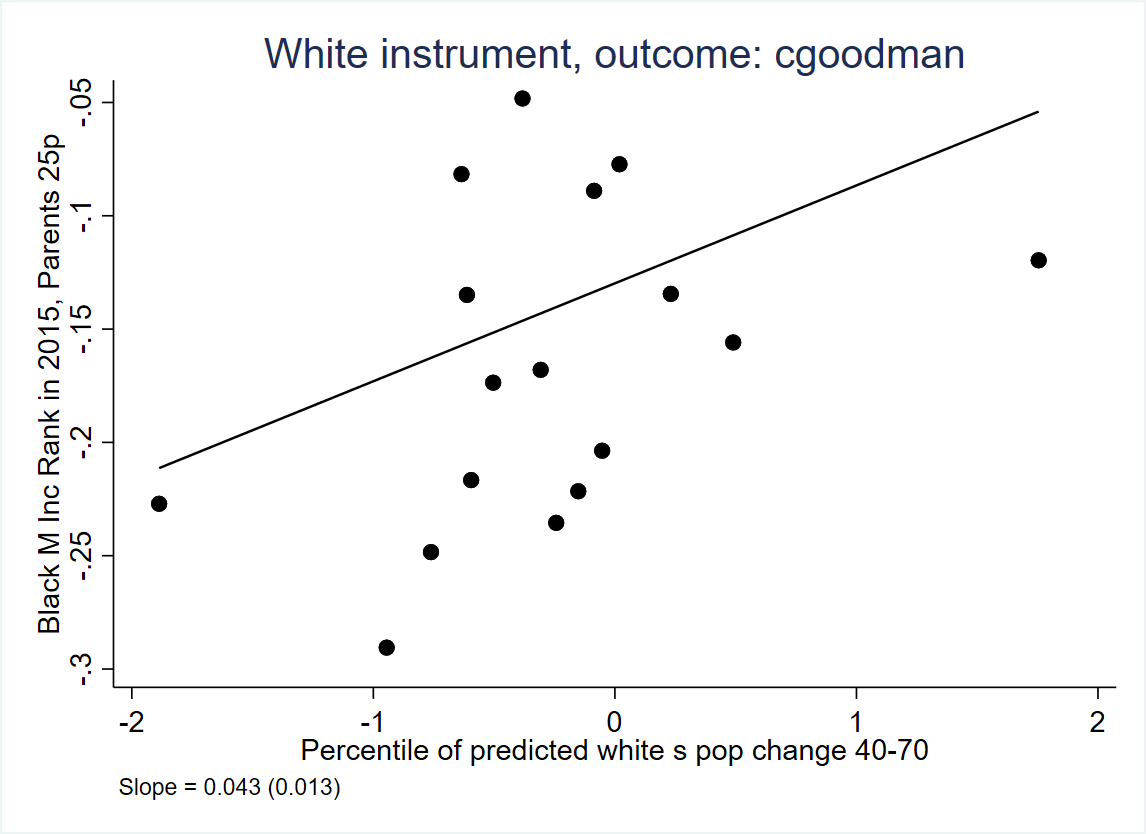 White instrument, outcome: cgoodman
Black M Inc Rank in 2015, Parents 25p
-.05
-.1
-.15
-.2
-.25
-.3
-2 -1 0 1 2
Percentile of predicted white s pop change 40-70
Slope = 0.043 (0.013)